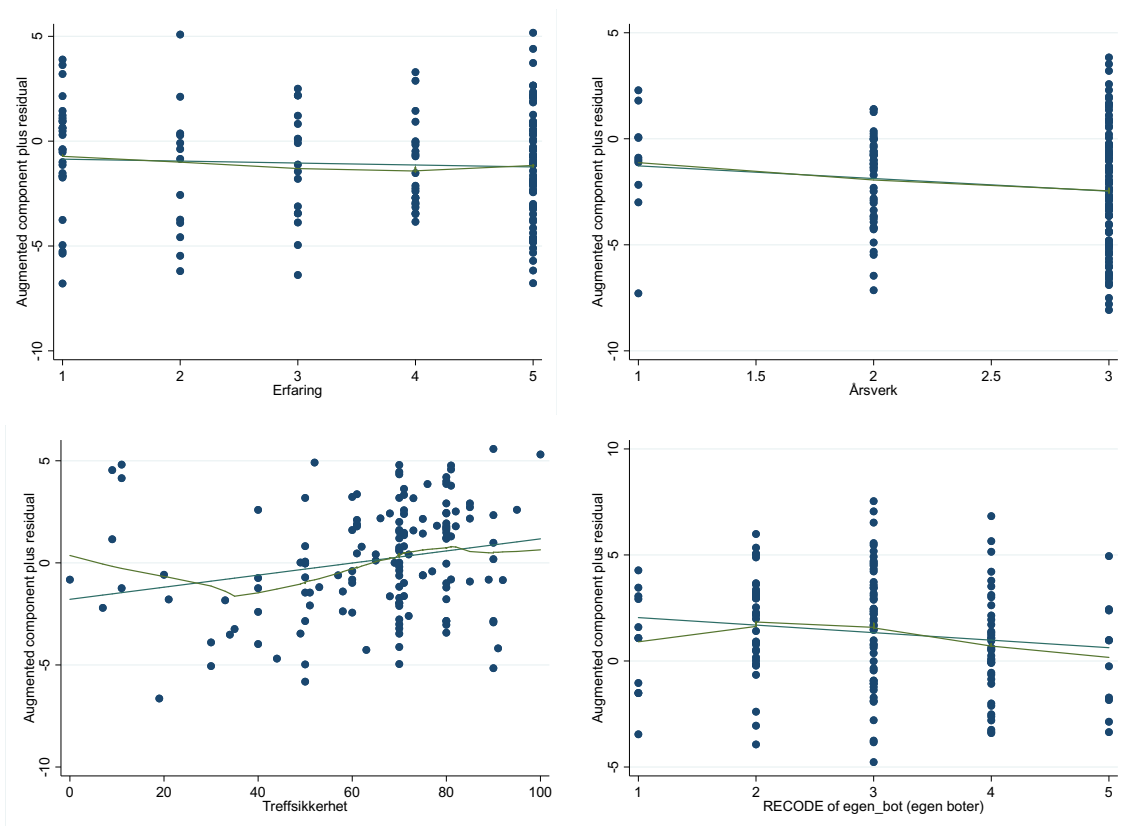 Augmented component plus residual
5
0
-5
-10
1 2 3 4 5
Erfaring
Augmented component plus residual
5
0
-5
-10
1 1.5 2 2.5 3
Årsverk
Augmented component plus residual
5
0
-5
-10
0 20 40 60 80 100
Treffsikkerhet
Augmented component plus residual
10
5
0
-5
1 2 3 4 5
RECODE of egen_bot (egen boter)